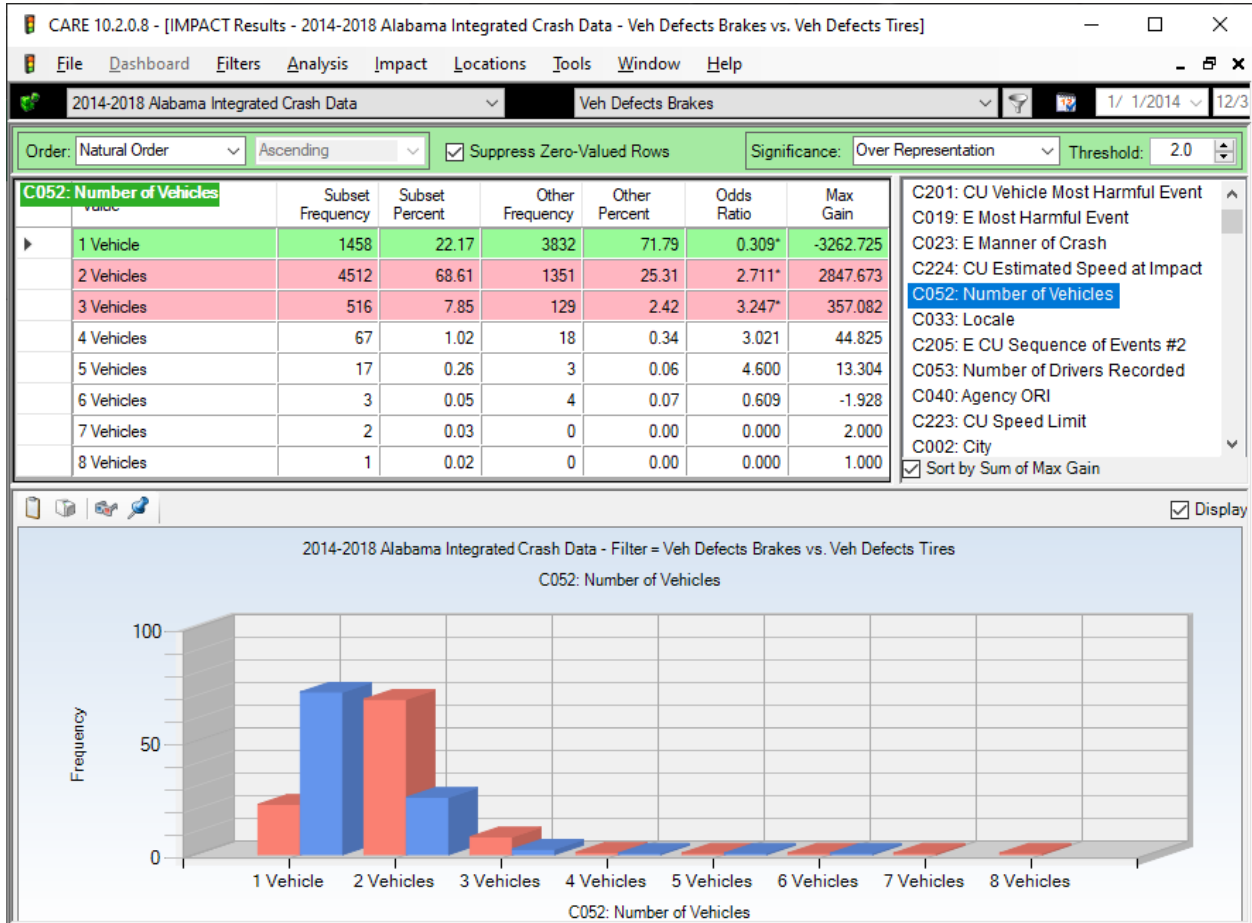 CARE 10.2.0.8 - [IMPACT Results - 2014-2018 Alabama Integrated Crash Data - Veh Defects Brakes vs. Veh Defects Tires]
File Dashboard Filters Analysis Impact Locations Tools Window Help
2014-2018 Alabama Integrated Crash Data Veh Defects Brakes 12 1/ 1/2014 12/3
Order: Natural Order Ascending Suppress Zero-Valued Rows Significance: Over Representation Threshold: 2.0
C052: Number of Vehicles Subset Frequency Subset Percent Other Frequency Other Percent Odds Ratio Max Gain
1 Vehicle 1458 22.17 3832 71.79 0.309* -3262.725
2 Vehicles 4512 68.61 1351 25.31 2.711* 2847.673
3 Vehicles 516 7.85 129 2.42 3.247* 357.082
4 Vehicles 67 1.02 18 0.34 3.021 44.825
5 Vehicles 17 0.26 3 0.06 4.600 13.304
6 Vehicles 3 0.05 4 0.07 0.609 -1.928
7 Vehicles 2 0.03 0 0.00 0.000 2.000
8 Vehicles 1 0.02 0 0.00 0.000 1.000
C201: CU Vehicle Most Harmful Event
C019: E Most Harmful Event
C023: E Manner of Crash
C224: CU Estimated Speed at Impact
C052: Number of Vehicles
C033: Locale
C205: E CU Sequence of Events #2
C053: Number of Drivers Recorded
C040: Agency ORI
C223: CU Speed Limit
C002: City
Sort by Sum of Max Gain
Display
2014-2018 Alabama Integrated Crash Data - Filter = Veh Defects Brakes vs. Veh Defects Tires
C052: Number of Vehicles
Frequency
100
50
0
1 Vehicle 2 Vehicles 3 Vehicles 4 Vehicles 5 Vehicles 6 Vehicles 7 Vehicles 8 Vehicles
C052: Number of Vehicles